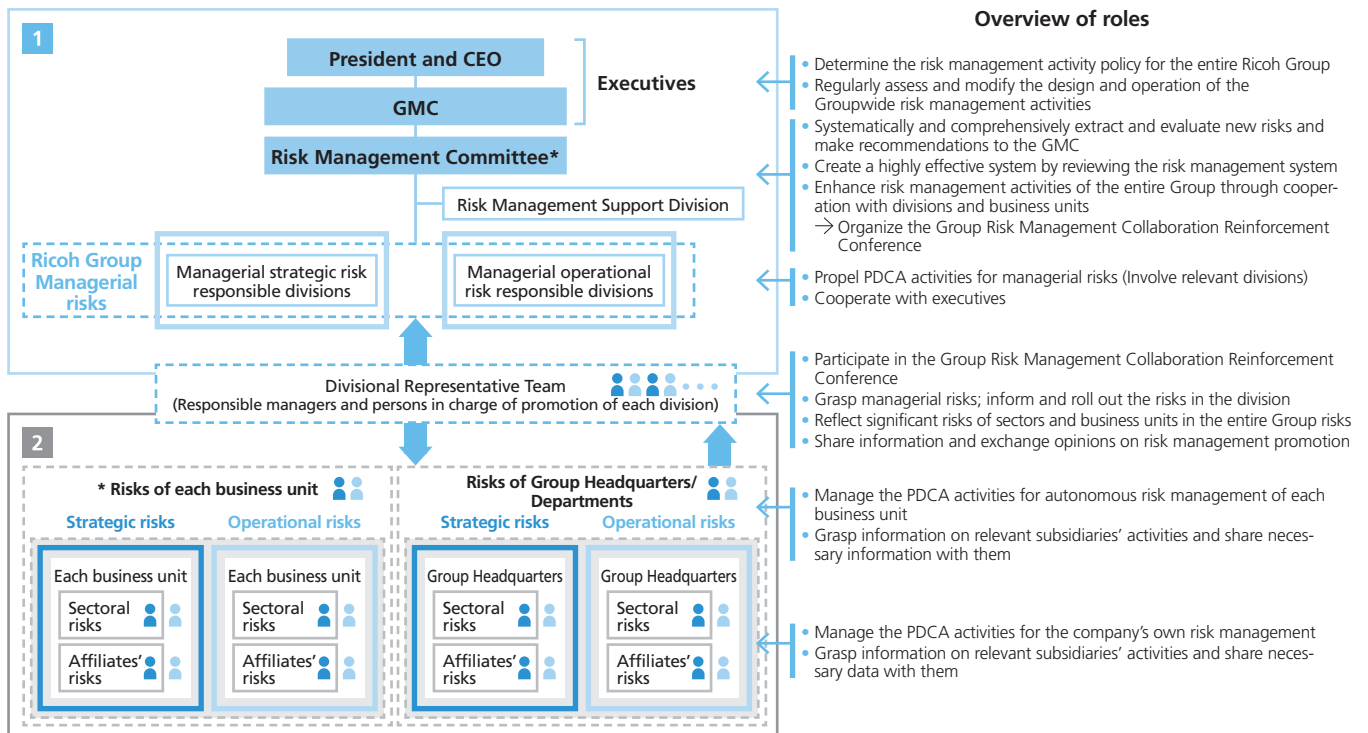 1
President and CEO
GMC
Executives
Risk Management Committee*
Risk Management Support Division
Ricoh Group
Managerial
risks
Managerial strategic risk
responsible divisions
Managerial operational
risk responsible divisions
Divisional Representative Team
(Responsible managers and persons in charge of promotion of each division)
2
* Risks of each business unit
Strategic risks
Operational risks
Each business unit
Sectoral
risks
Affiliates'
risks
Each business unit
Sectoral
risks
Affiliates'
risks
Risks of Group Headquarters/
Departments
Strategic risks
Operational risks
Group Headquarters
Sectoral
risks
Affiliates'
risks
Group Headquarters
Sectoral
risks
Affiliates'
risks
Overview of roles
• Determine the risk management activity policy for the entire Ricoh Group
• Regularly assess and modify the design and operation of the
Groupwide risk management activities
• Systematically and comprehensively extract and evaluate new risks and
make recommendations to the GMC
• Create a highly effective system by reviewing the risk management system
• Enhance risk management activities of the entire Group through cooper-
ation with divisions and business units
→ Organize the Group Risk Management Collaboration Reinforcement
Conference
• Propel PDCA activities for managerial risks (Involve relevant divisions)
• Cooperate with executives
• Participate in the Group Risk Management Collaboration Reinforcement
Conference
• Grasp managerial risks; inform and roll out the risks in the division
• Reflect significant risks of sectors and business units in the entire Group risks
• Share information and exchange opinions on risk management promotion
• Manage the PDCA activities for autonomous risk management of each
business unit
• Grasp information on relevant subsidiaries' activities and share neces-
sary information with them
• Manage the PDCA activities for the company's own risk management
• Grasp information on relevant subsidiaries' activities and share neces-
sary data with them